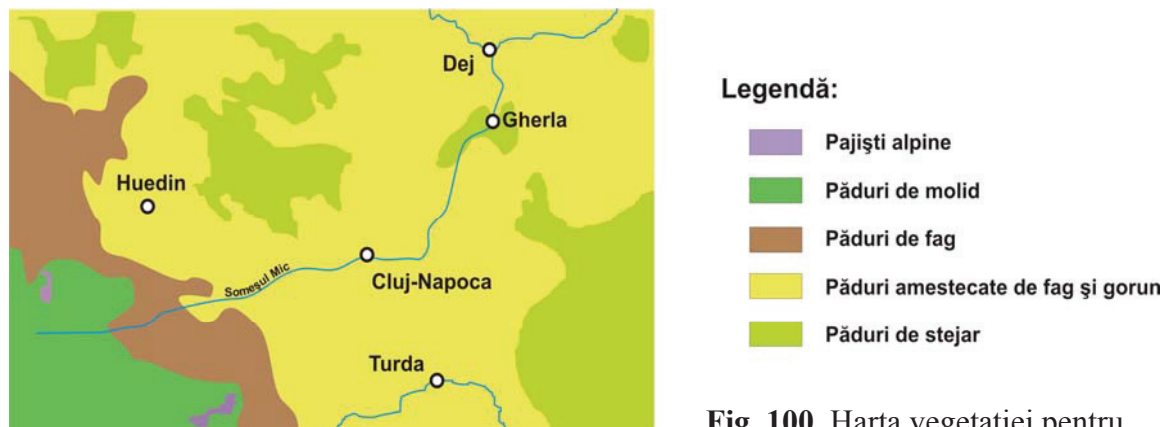 Dej
Gherla
Huedin
Someşul Mic
Cluj-Napoca
Turda
Legendă:
Pajişti alpine
Păduri de molid
Păduri de fag
Păduri amestecate de fag şi gorun
Păduri de stejar
Fig. 100 Harta vegetaţiei pentru